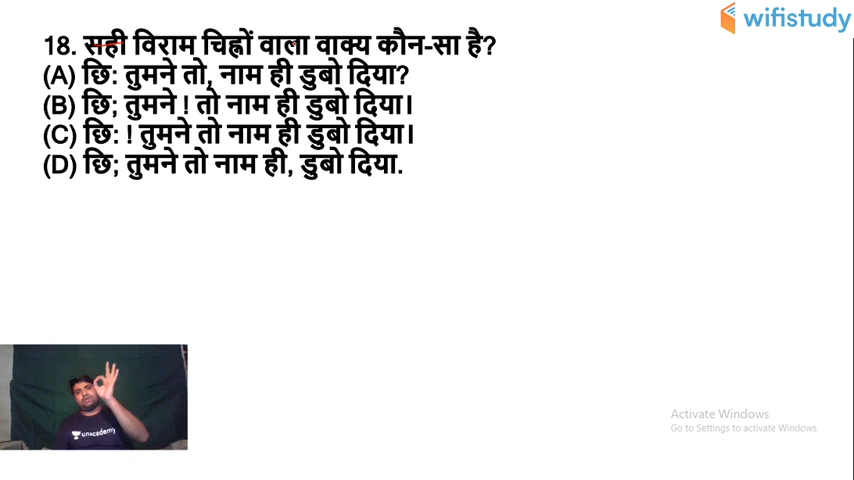 wifistudy
18. सही विराम चिह्नों वाला वाक्य कौन-सा है?
(A) छि: तुमने तो, नाम ही डुबो दिया?
(B) छि; तुमने ! तो नाम ही डुबो दिया।
(C) छि: ! तुमने तो नाम ही डुबो दिया।
(D) छि; तुमने तो नाम ही, डुबो दिया.
unacademy
Activate Windows
Go to Settings to activate Windows.